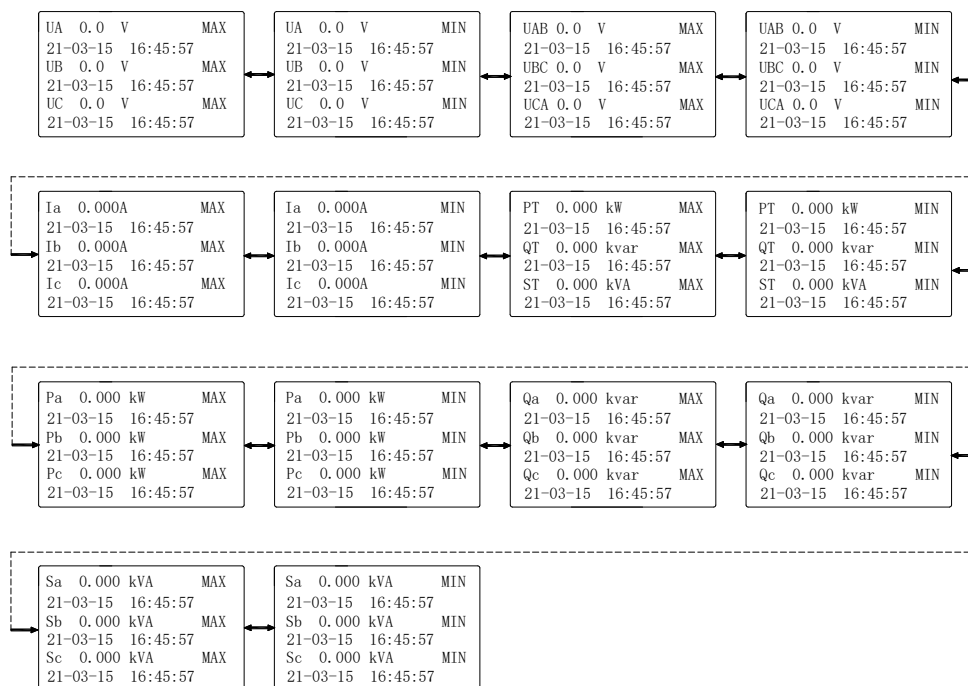 UA 0.0 V MAX
21-03-15 16:45:57
UB 0.0 V MAX
21-03-15 16:45:57
UC 0.0 V MAX
21-03-15 16:45:57
UA 0.0 V MIN
21-03-15 16:45:57
UB 0.0 V MIN
21-03-15 16:45:57
UC 0.0 V MIN
21-03-15 16:45:57
UAB 0.0 V MAX
21-03-15 16:45:57
UBC 0.0 V MAX
21-03-15 16:45:57
UCA 0.0 V MAX
21-03-15 16:45:57
UAB 0.0 V MIN
21-03-15 16:45:57
UBC 0.0 V MIN
21-03-15 16:45:57
UCA 0.0 V MIN
21-03-15 16:45:57
Ia 0.000A MAX
21-03-15 16:45:57
Ib 0.000A MAX
21-03-15 16:45:57
Ic 0.000A MAX
21-03-15 16:45:57
Ia 0.000A MIN
21-03-15 16:45:57
Ib 0.000A MIN
21-03-15 16:45:57
Ic 0.000A MIN
21-03-15 16:45:57
PT 0.000 kW MAX
21-03-15 16:45:57
QT 0.000 kvar MAX
21-03-15 16:45:57
ST 0.000 kVA MAX
21-03-15 16:45:57
PT 0.000 kW MIN
21-03-15 16:45:57
QT 0.000 kvar MIN
21-03-15 16:45:57
ST 0.000 kVA MIN
21-03-15 16:45:57
Pa 0.000 kW MAX
21-03-15 16:45:57
Pb 0.000 kW MAX
21-03-15 16:45:57
Pc 0.000 kW MAX
21-03-15 16:45:57
Pa 0.000 kW MIN
21-03-15 16:45:57
Pb 0.000 kW MIN
21-03-15 16:45:57
Pc 0.000 kW MIN
21-03-15 16:45:57
Qa 0.000 kvar MAX
21-03-15 16:45:57
Qb 0.000 kvar MAX
21-03-15 16:45:57
Qc 0.000 kvar MAX
21-03-15 16:45:57
Qa 0.000 kvar MIN
21-03-15 16:45:57
Qb 0.000 kvar MIN
21-03-15 16:45:57
Qc 0.000 kvar MIN
21-03-15 16:45:57
Sa 0.000 kVA MAX
21-03-15 16:45:57
Sb 0.000 kVA MAX
21-03-15 16:45:57
Sc 0.000 kVA MAX
21-03-15 16:45:57
Sa 0.000 kVA MIN
21-03-15 16:45:57
Sb 0.000 kVA MIN
21-03-15 16:45:57
Sc 0.000 kVA MIN
21-03-15 16:45:57